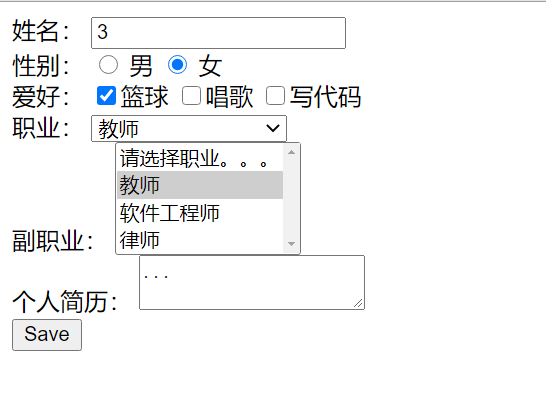 姓名： 3
性别： 男 女
爱好： 篮球 唱歌 写代码
职业： 教师
请选择职业。。。
教师
软件工程师
律师
副职业：
个人简历： ...
Save